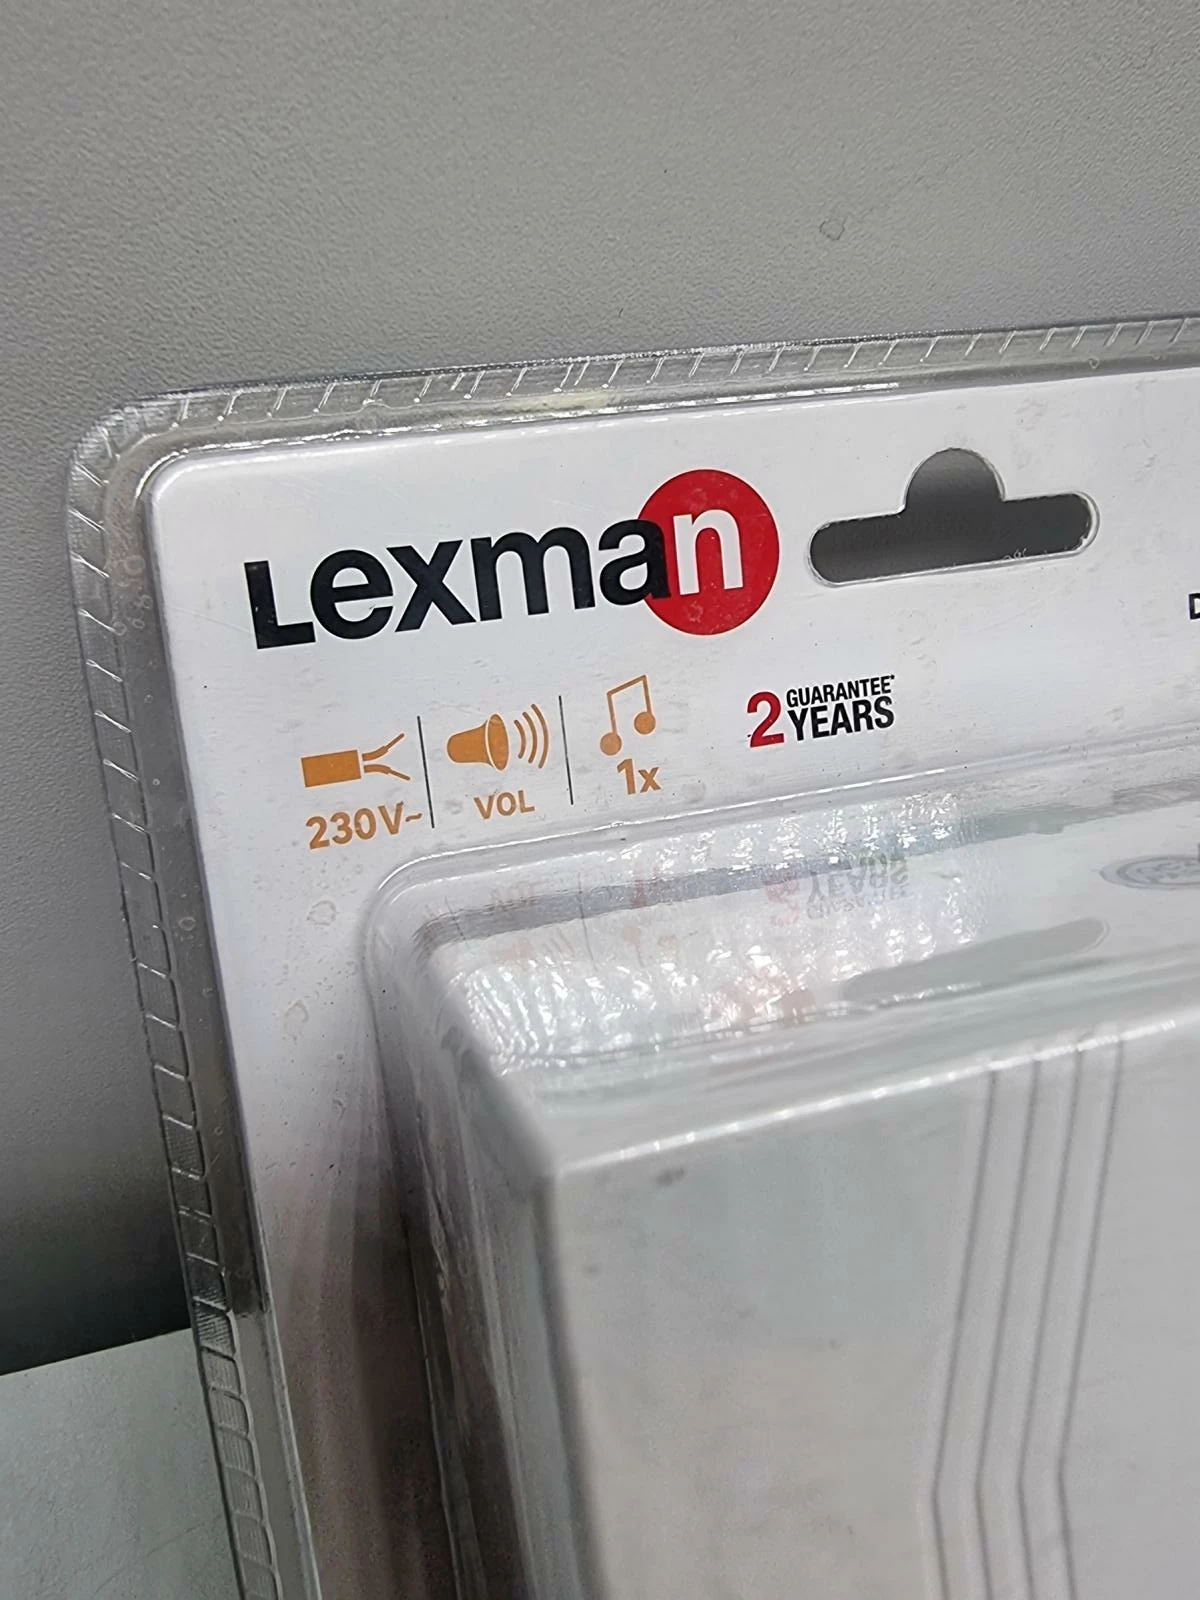 Lexman
230V~
VOL
1x
2 GUARANTEE*
YEARS